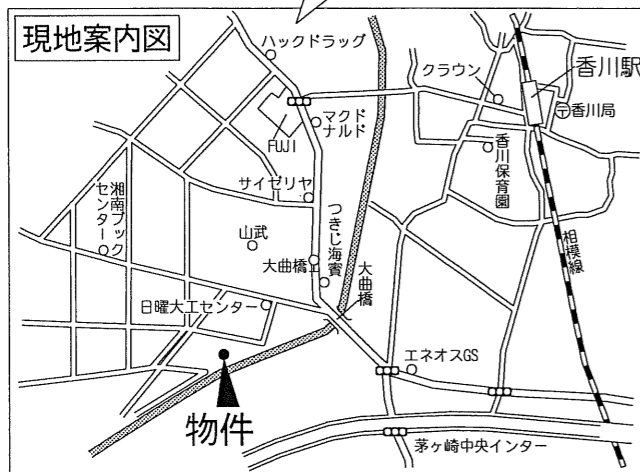 現地案内図
ハックドラッグ
クラウン
香川駅
〒香川局
マクド
ナルド
FUJI
香川保育園
サイゼリヤ
湘南ブック
センター
山武
つきじ海賓
大曲橋
大曲橋
相模線
日曜大工センター
エネオスGS
物件
茅ヶ崎中央インター